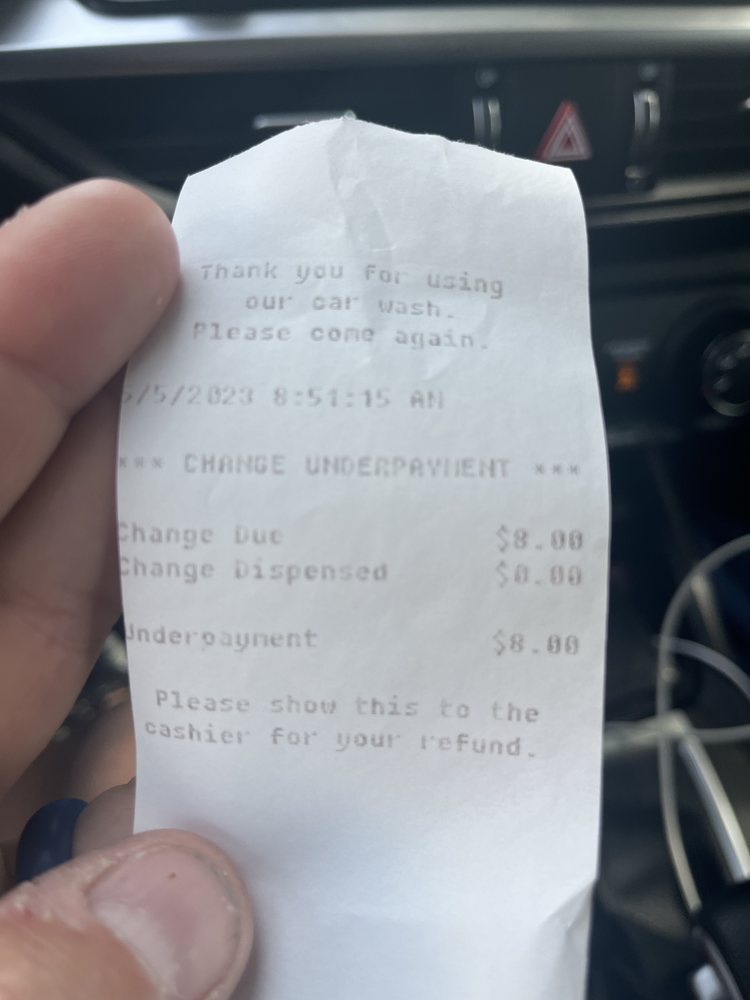 Thank you for using
our car wash.
Please come again.
5/5/2023 8:51:15 AM
*** CHANGE UNDERPAYMENT ***
Change Due $8.00
Change Dispensed $0.00
Underpayment $8.00
Please show this to the
cashier for your refund.